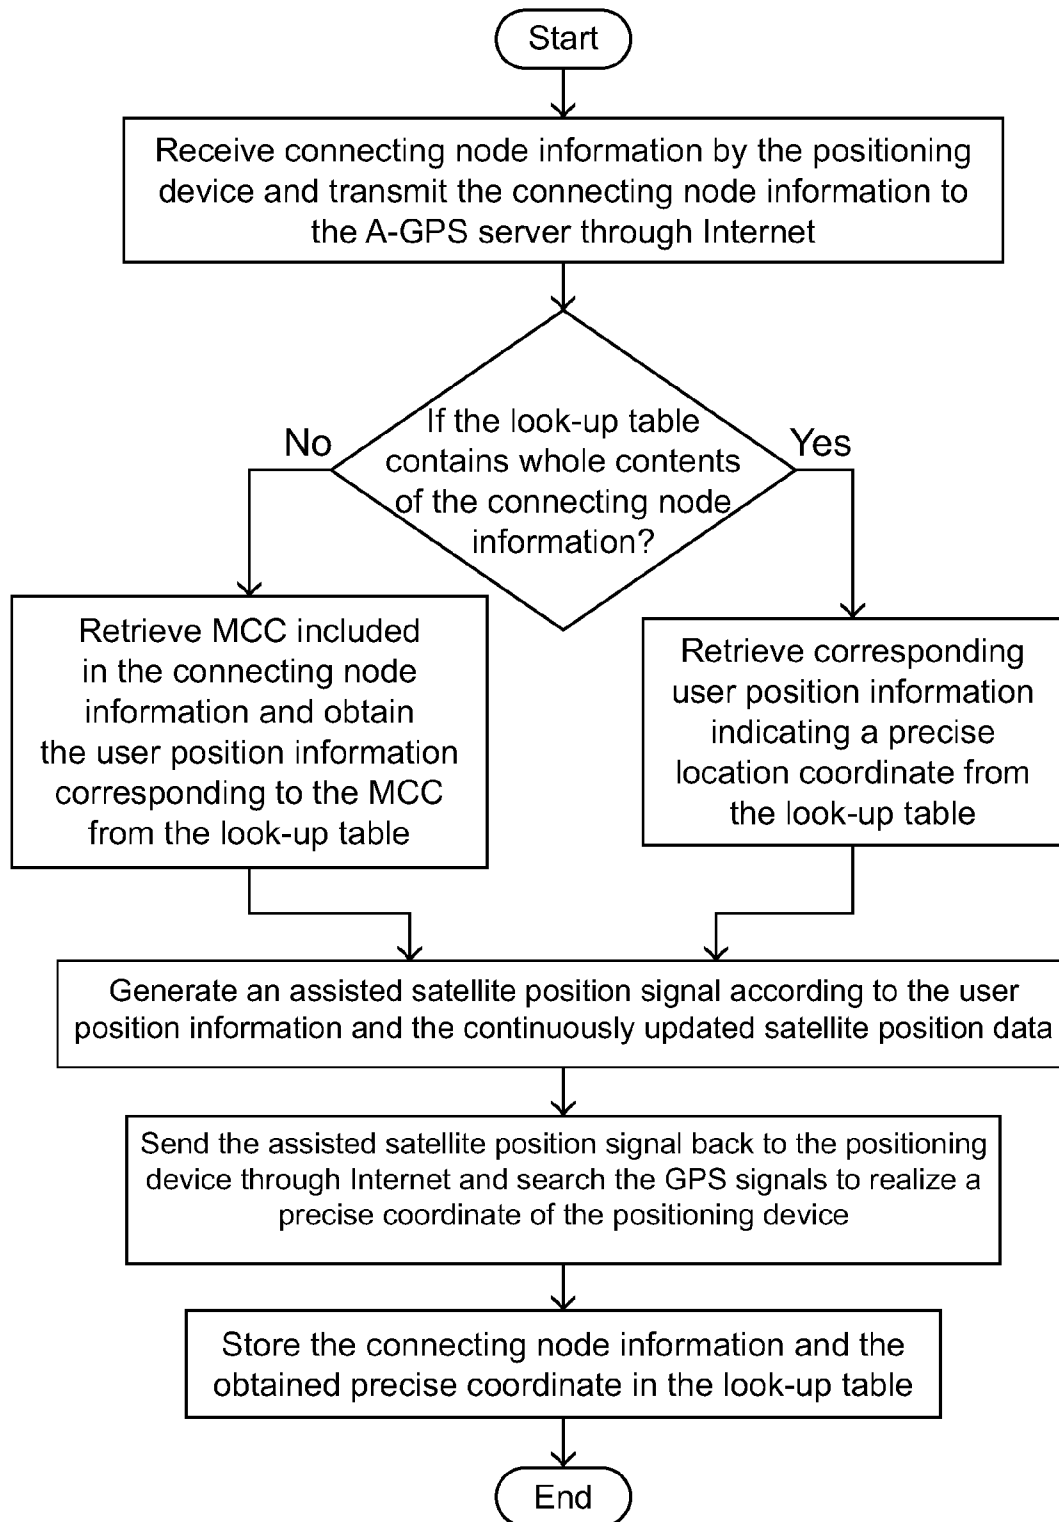 Start
Receive connecting node information by the positioning
device and transmit the connecting node information to
the A-GPS server through Internet
If the look-up table
contains whole contents
of the connecting node
information?
No
Yes
Retrieve MCC included
in the connecting node
information and obtain
the user position information
corresponding to the MCC
from the look-up table
Retrieve corresponding
user position information
indicating a precise
location coordinate from
the look-up table
Generate an assisted satellite position signal according to the user
position information and the continuously updated satellite position data
Send the assisted satellite position signal back to the positioning
device through Internet and search the GPS signals to realize a
precise coordinate of the positioning device
Store the connecting node information and the
obtained precise coordinate in the look-up table
End